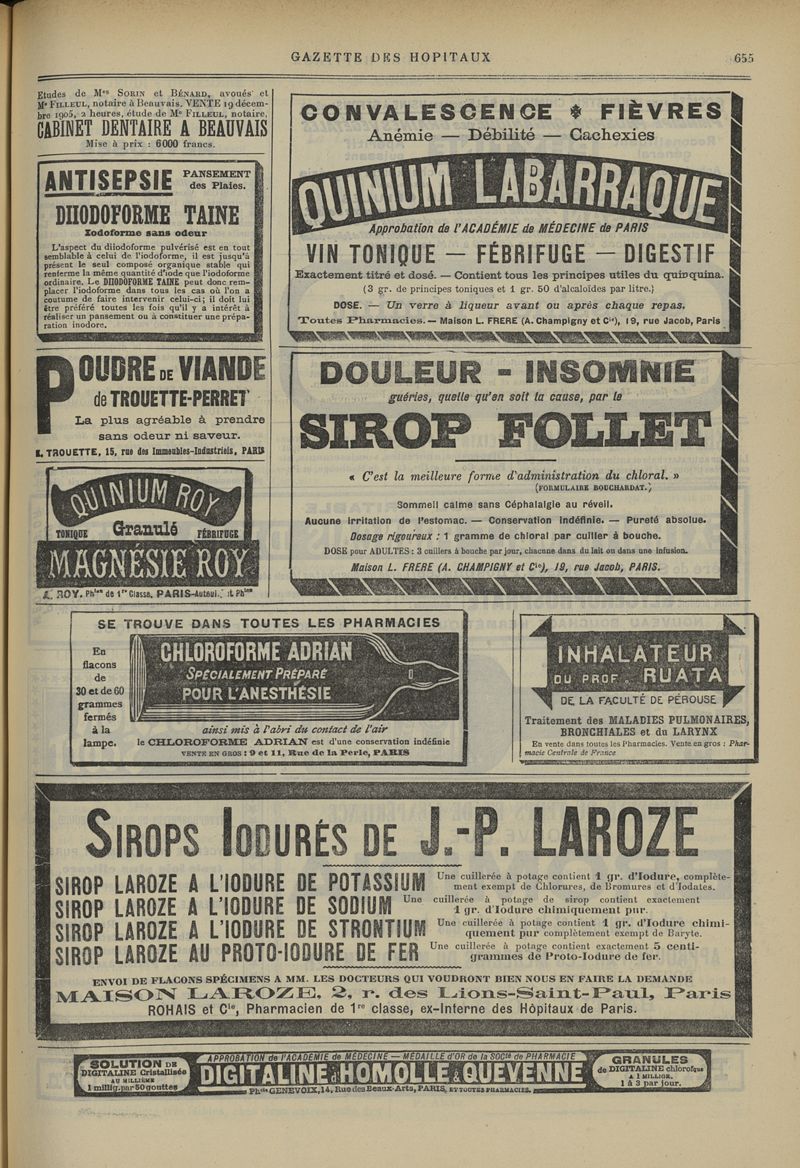 GAZETTE DES HOPITAUX
655
Etudes de Mes SORIN et BÉNARD, avoués et
Me FILLEUL, notaire à Beauvais. VENTE 19 décem-
bre 1905, 2 heures, étude de Me FILLEUL, notaire,
CABINET DENTAIRE A BEAUVAIS
Mise à prix : 6000 francs.
ANTISEPSIE PANSEMENT
des Plaies.
DIIODOFORME TAINE
Iodoforme sans odeur
L'aspect du diiodoforme pulvérisé est en tout
semblable à celui de l'iodoforme, il est jusqu'à
présent le seul composé organique stable qui
renferme la même quantité d'iode que l'iodoforme
ordinaire. Le DIIODOFORME TAINE peut donc rem-
placer l'iodoforme dans tous les cas où l'on a
coutume de faire intervenir celui-ci; il doit lui
être préféré toutes les fois qu'il y a intérêt à
réaliser un pansement ou à constituer une prépa-
ration inodore.
POUDRE DE VIANDE
de TROUETTE-PERRET
La plus agréable à prendre
sans odeur ni saveur.
E. TROUETTE, 15, rue des Immeubles-Industriels, PARIS
QUINIUM ROY
TONIQUE Granulé FÉBRIFUGE
MAGNÉSIE ROY
A. ROY, Phien de 1re Classe, PARIS-Auteuil, et Phies
CONVALESCENCE FIÈVRES
Anémie — Débilité — Cachexies
QUINIUM LABARRAQUE
Approbation de l'ACADÉMIE de MÉDECINE de PARIS
VIN TONIQUE — FÉBRIFUGE — DIGESTIF
Exactement titré et dosé. — Contient tous les principes utiles du quinquina.
(3 gr. de principes toniques et 1 gr. 50 d'alcaloïdes par litre.)
DOSE. — Un verre à liqueur avant ou après chaque repas.
Toutes Pharmacies. — Maison L. FRERE (A. Champigny et Cie), 19, rue Jacob, Paris
DOULEUR - INSOMNIE
guéries, quelle qu'en soit la cause, par le
SIROP FOLLET
« C'est la meilleure forme d'administration du chloral. »
(FORMULAIRE BOUCHARDAT.)
Sommeil calme sans Céphalalgie au réveil.
Aucune irritation de l'estomac. — Conservation indéfinie. — Pureté absolue.
Dosage rigoureux : 1 gramme de chloral par cuiller à bouche.
DOSE pour ADULTES : 3 cuillers à bouche par jour, chacune dans du lait ou dans une infusion.
Maison L. FRERE (A. CHAMPIGNY et Cie), 19, rue Jacob, PARIS.
SE TROUVE DANS TOUTES LES PHARMACIES
En
flacons
de
30 et de 60
grammes
fermés
à la
lampe.
CHLOROFORME ADRIAN
SPÉCIALEMENT PRÉPARÉ
POUR L'ANESTHÉSIE
ainsi mis à l'abri du contact de l'air
le CHLOROFORME ADRIAN est d'une conservation indéfinie
VENTE EN GROS : 9 et 11, Rue de la Perle, PARIS
INHALATEUR
DU PROF. RUATA
DE LA FACULTÉ DE PÉROUSE
Traitement des MALADIES PULMONAIRES,
BRONCHIALES et du LARYNX
En vente dans toutes les Pharmacies. Vente en gros : Phar-
macie Centrale de France
SIROPS IODURÉS DE J.-P. LAROZE
SIROP LAROZE A L'IODURE DE POTASSIUM Une cuillerée à potage contient 1 gr. d'Iodure, complète-
ment exempt de Chlorures, de Bromures et d'Iodates.
SIROP LAROZE A L'IODURE DE SODIUM Une cuillerée à potage de sirop contient exactement
1 gr. d'Iodure chimiquement pur.
SIROP LAROZE A L'IODURE DE STRONTIUM Une cuillerée à potage contient 1 gr. d'Iodure chimi-
quement pur complètement exempt de Baryte.
SIROP LAROZE AU PROTO-IODURE DE FER Une cuillerée à potage contient exactement 5 centi-
grammes de Proto-Iodure de fer.
ENVOI DE FLACONS SPÉCIMENS A MM. LES DOCTEURS QUI VOUDRONT BIEN NOUS EN FAIRE LA DEMANDE
MAISON LAROZE, 2, r. des Lions-Saint-Paul, Paris
ROHAIS et Cie, Pharmacien de 1re classe, ex-Interne des Hôpitaux de Paris.
SOLUTION DE
DIGITALINE Cristallisée
AU MILLIÈME
1 millig. par 50 gouttes
APPROBATION de l'ACADÉMIE de MÉDECINE — MÉDAILLE D'OR de la SOCté de PHARMACIE
DIGITALINE D'HOMOLLE & QUEVENNE
Phcie GENEVOIX, 14, Rue des Beaux-Arts, PARIS, ET TOUTES PHARMACIES.
GRANULES
de DIGITALINE chlorofque
A 1 MILLIGR.
1 à 3 par jour.